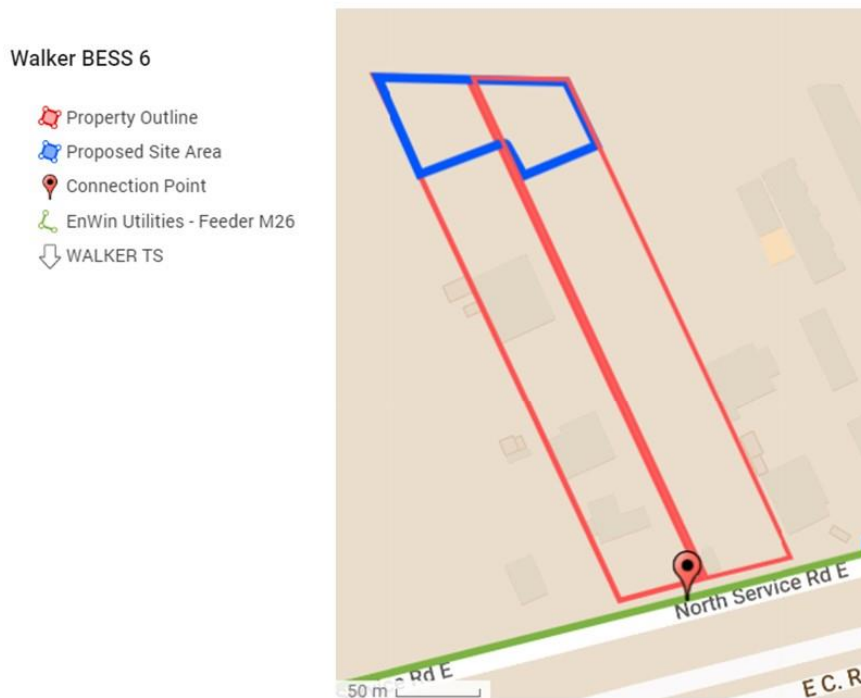 Walker BESS 6
Property Outline
Proposed Site Area
Connection Point
EnWin Utilities - Feeder M26
WALKER TS
North Service Rd E
Rd E
50 m
E C. R